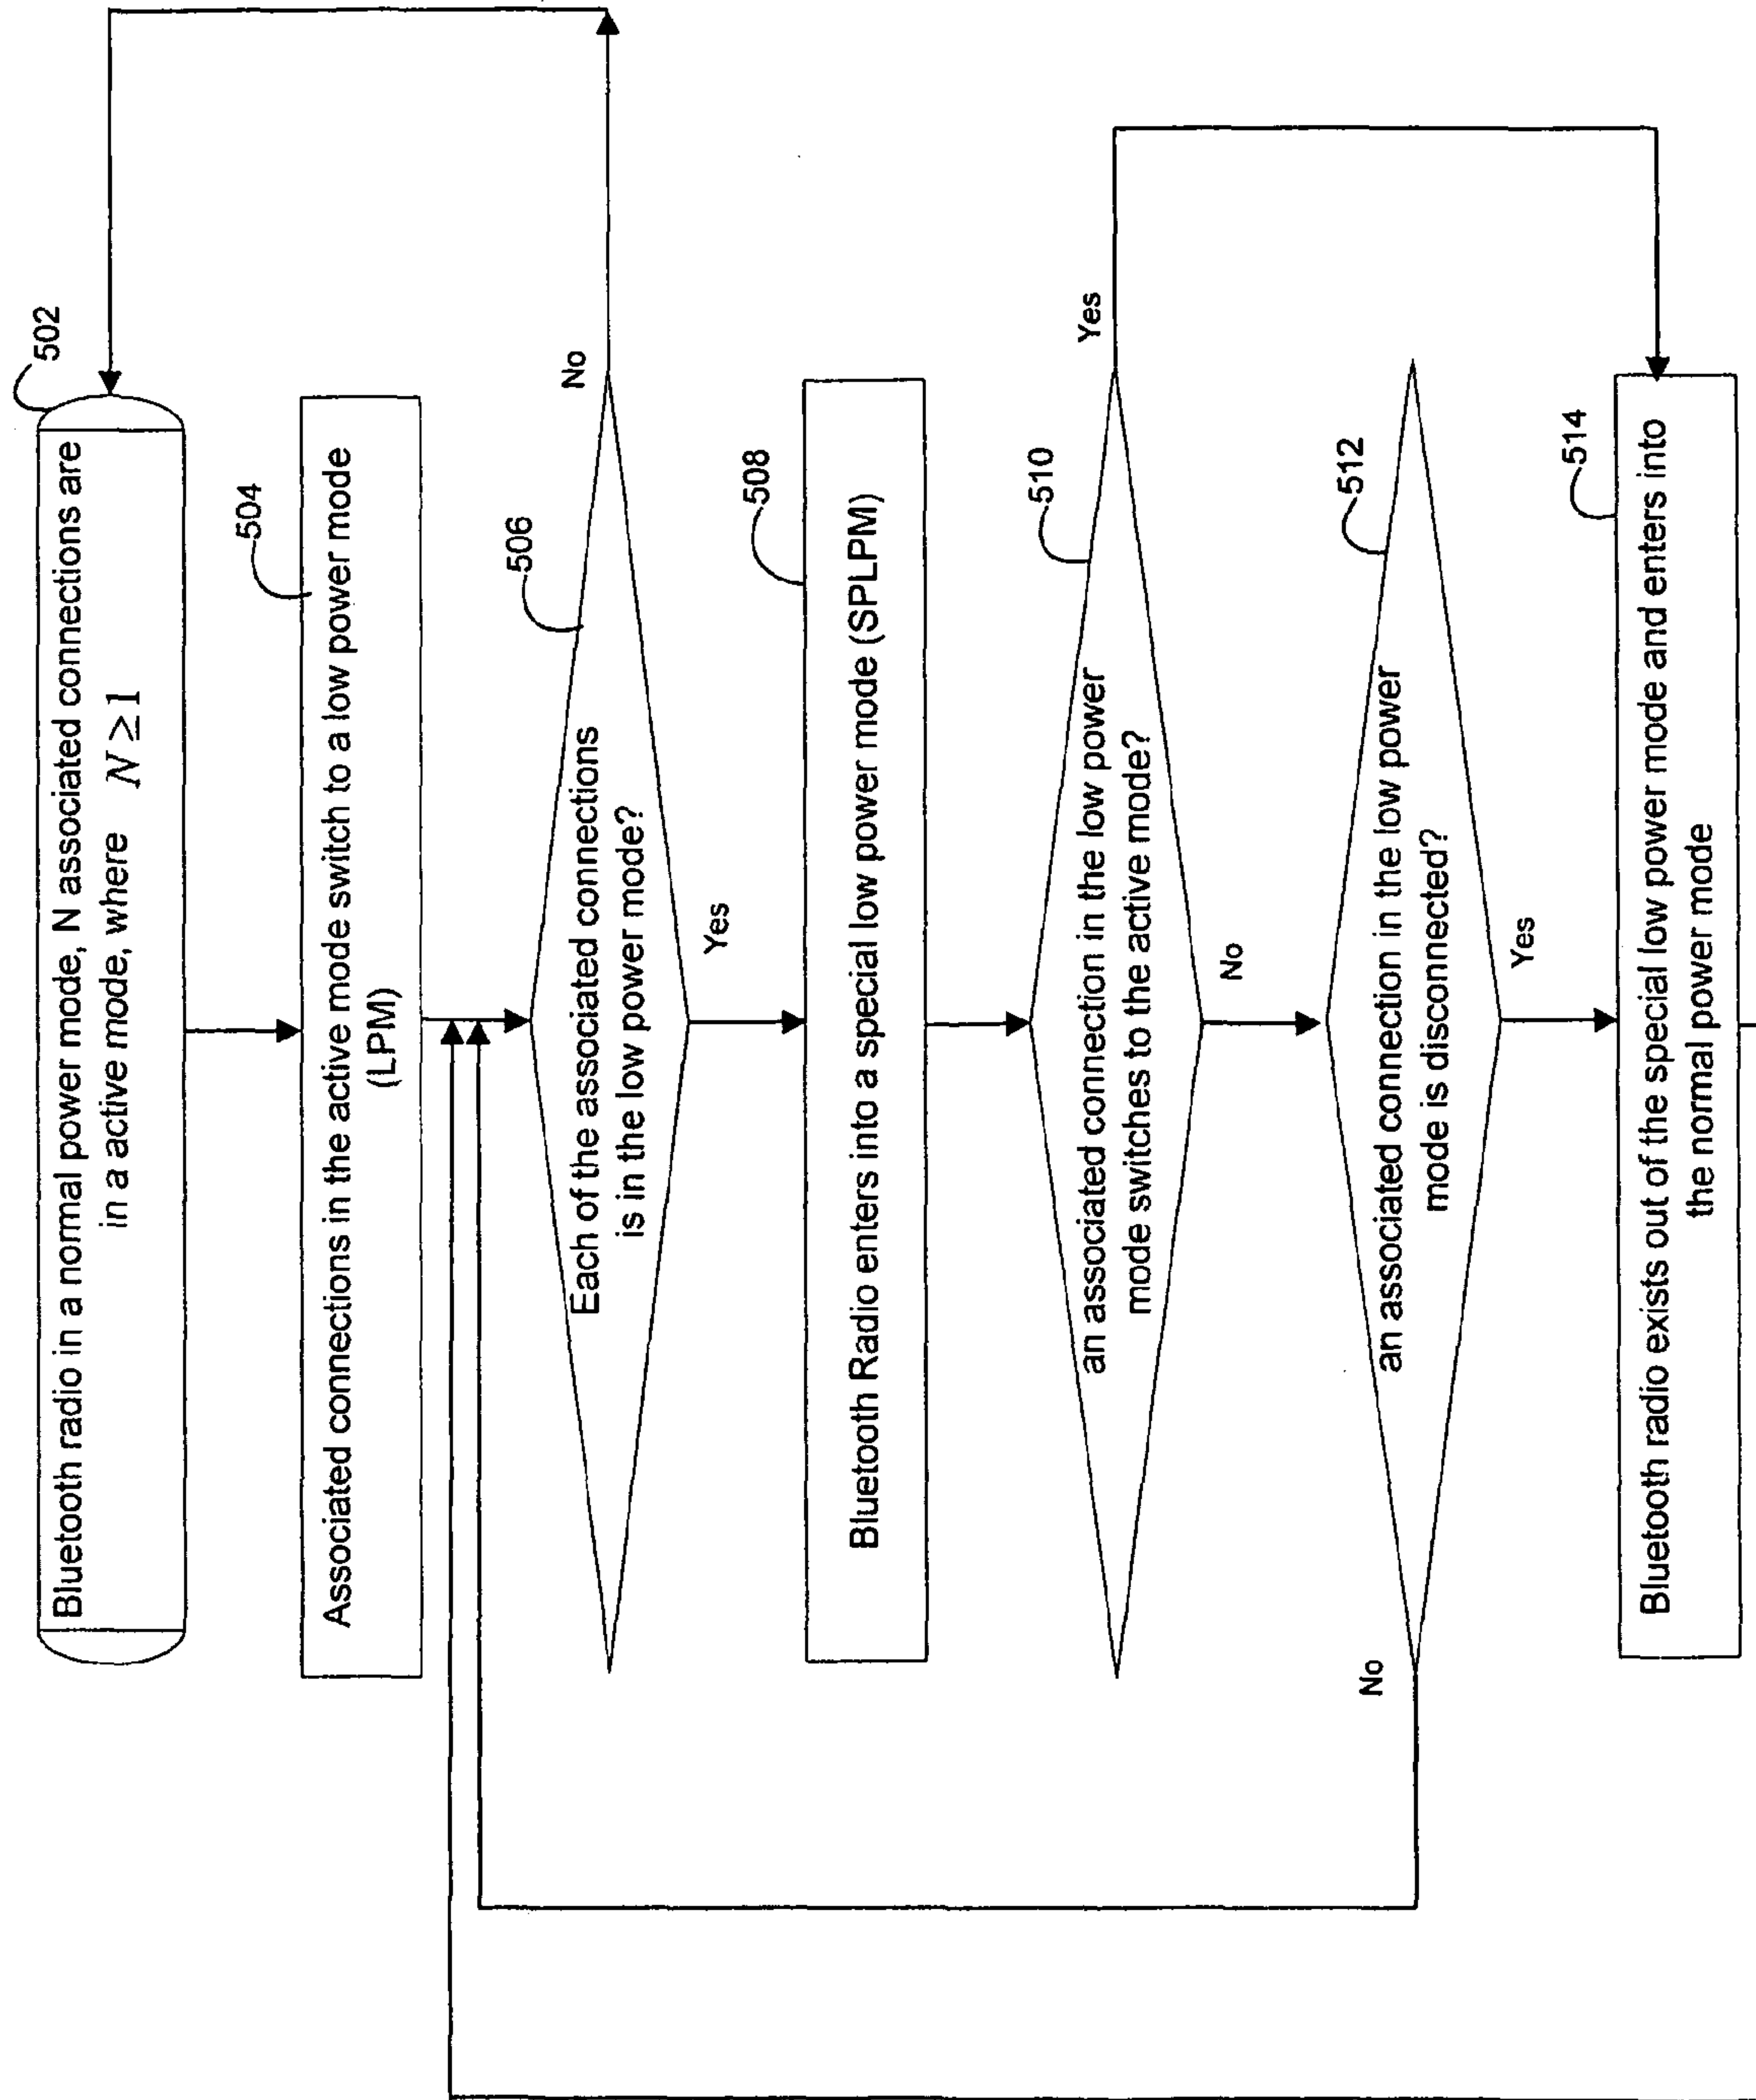 502
Bluetooth radio in a normal power mode, N associated connections are
in a active mode, where N ≥ 1
504
Associated connections in the active mode switch to a low power mode
(LPM)
506
Each of the associated connections
is in the low power mode?
No
Yes
508
Bluetooth Radio enters into a special low power mode (SPLPM)
510
an associated connection in the low power
mode switches to the active mode?
Yes
No
512
an associated connection in the low power
mode is disconnected?
No
Yes
514
Bluetooth radio exists out of the special low power mode and enters into
the normal power mode